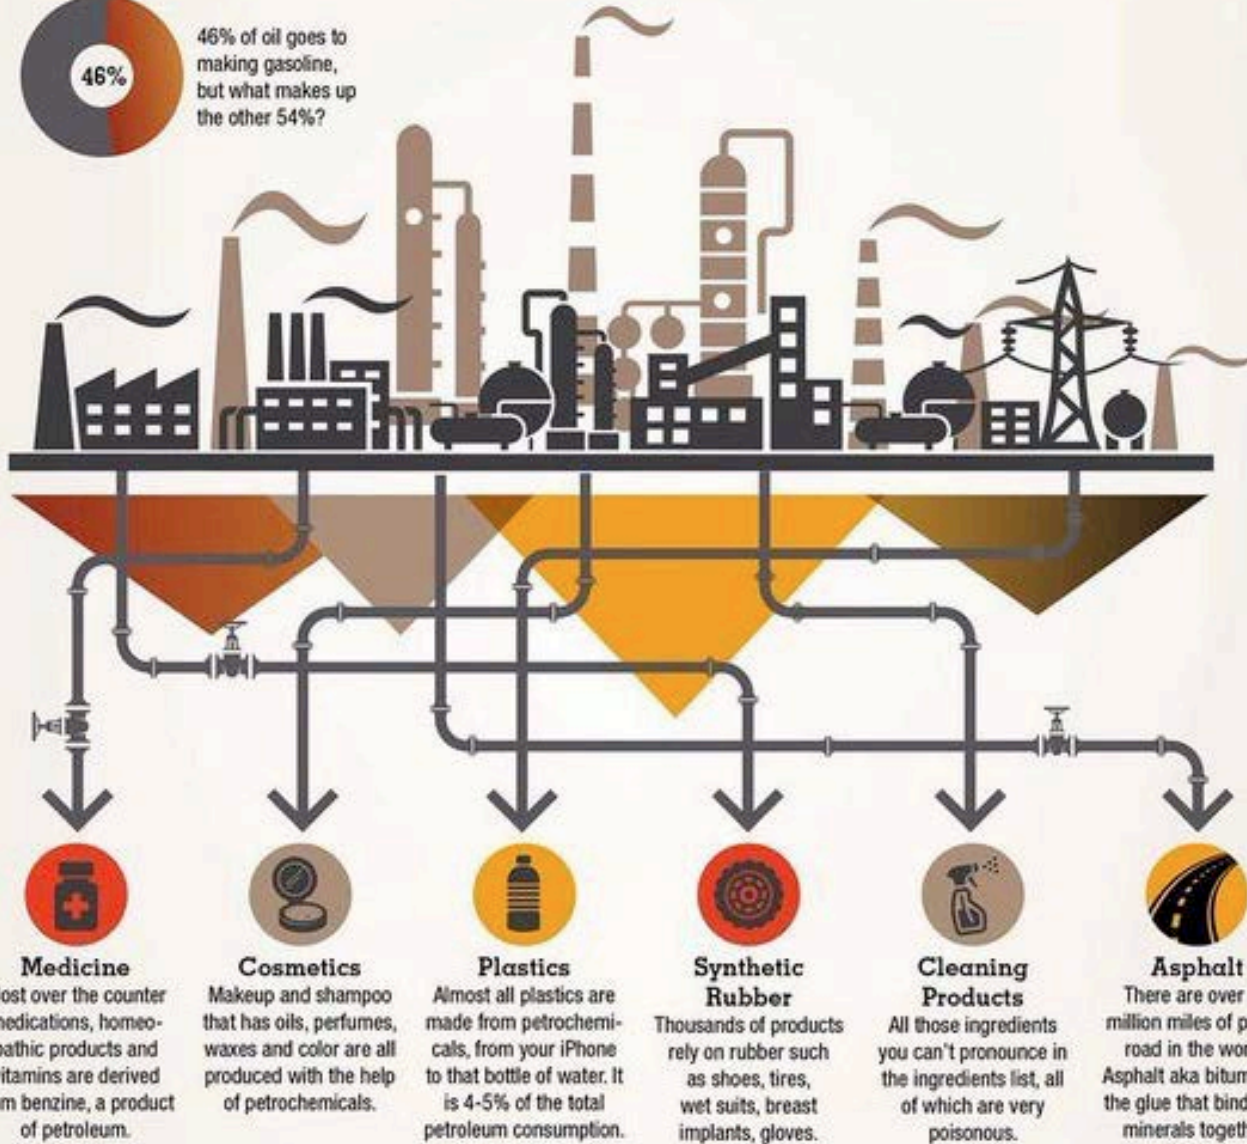 46%
46% of oil goes to
making gasoline,
but what makes up
the other 54%?
Medicine
ost over the counter
edications, homeo-
pathic products and
itamins are derived
m benzine, a product
of petroleum.
Cosmetics
Makeup and shampoo
that has oils, perfumes,
waxes and color are all
produced with the help
of petrochemicals.
Plastics
Almost all plastics are
made from petrochemi-
cals, from your iPhone
to that bottle of water. It
is 4-5% of the total
petroleum consumption.
Synthetic
Rubber
Thousands of products
rely on rubber such
as shoes, tires,
wet suits, breast
implants, gloves.
Cleaning
Products
All those ingredients
you can't pronounce in
the ingredients list, all
of which are very
poisonous.
Asphalt
There are over
million miles of p
road in the wor
Asphalt aka bitum
the glue that bind
minerals togeth